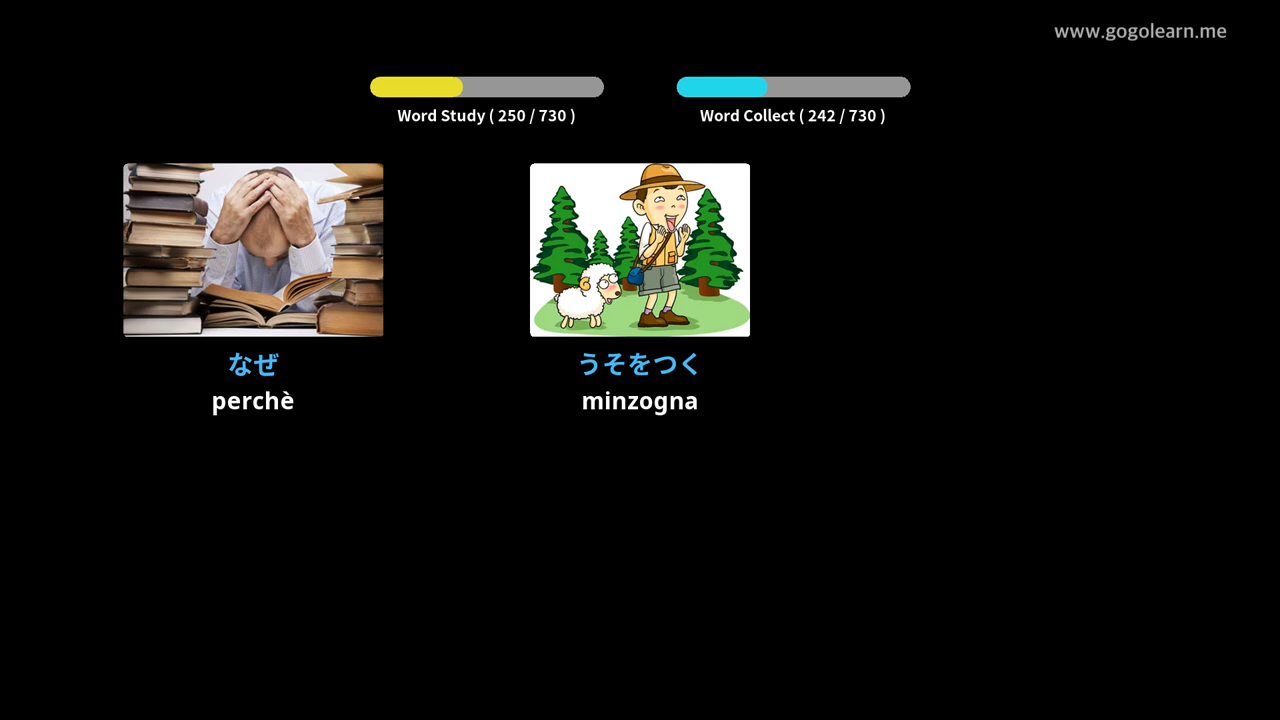 www.gogolearn.me
Word Study ( 250 / 730 )
Word Collect ( 242 / 730 )
なぜ
perchè
うそをつく
minzogna